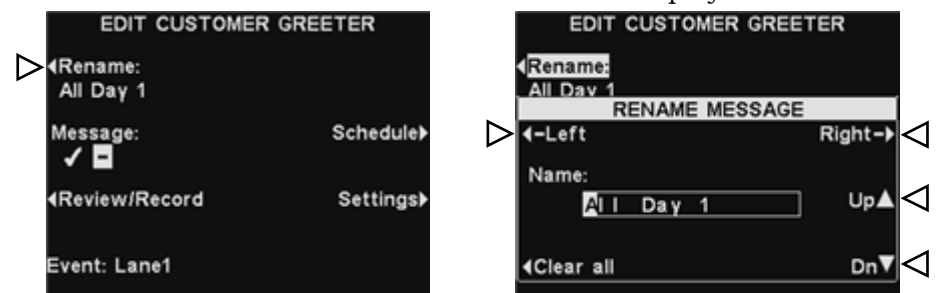 EDIT CUSTOMER GREETER
Rename:
All Day 1
Message:
Schedule
✓ -
Review/Record
Settings
Event: Lane1
EDIT CUSTOMER GREETER
Rename:
All Day 1
RENAME MESSAGE
-Left
Right-
Name:
All Day 1
Up
Clear all
Dn